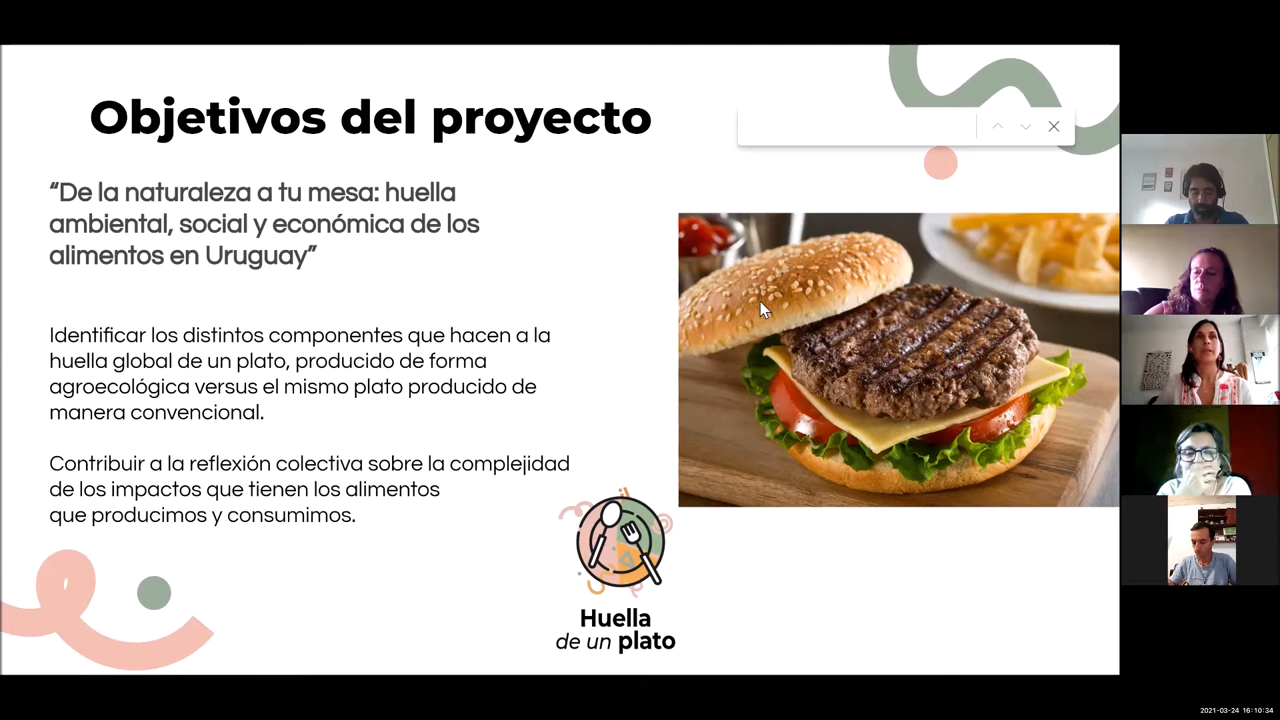 Objetivos del proyecto
“De la naturaleza a tu mesa: huella
ambiental, social y económica de los
alimentos en Uruguay”
Identificar los distintos componentes que hacen a la
huella global de un plato, producido de forma
agroecológica versus el mismo plato producido de
manera convencional.
Contribuir a la reflexión colectiva sobre la complejidad
de los impactos que tienen los alimentos
que producimos y consumimos.
Huella
de un plato
2021-03-24 16:10:34